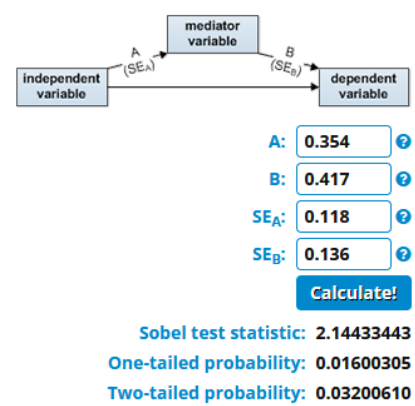 mediator
variable
A
(SEA)
B
(SEB)
independent
variable
dependent
variable
A: 0.354 ?
B: 0.417 ?
SEA: 0.118 ?
SEB: 0.136 ?
Calculate!
Sobel test statistic: 2.14433443
One-tailed probability: 0.01600305
Two-tailed probability: 0.03200610